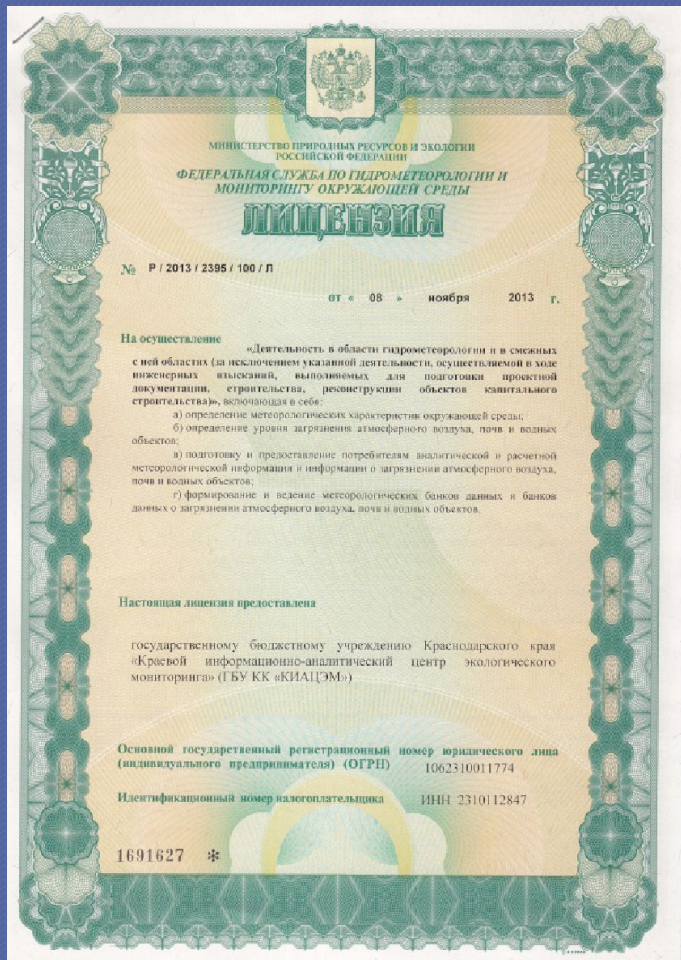 МИНИСТЕРСТВО ПРИРОДНЫХ РЕСУРСОВ И ЭКОЛОГИИ
РОССИЙСКОЙ ФЕДЕРАЦИИ
ФЕДЕРАЛЬНАЯ СЛУЖБА ПО ГИДРОМЕТЕОРОЛОГИИ И
МОНИТОРИНГУ ОКРУЖАЮЩЕЙ СРЕДЫ
ЛИЦЕНЗИЯ
№ Р / 2013 / 2395 / 100 / Л
от « 08 » ноября 2013 г.
На осуществление
«Деятельность в области гидрометеорологии и в смежных
с ней областях (за исключением указанной деятельности, осуществляемой в ходе
инженерных изысканий, выполняемых для подготовки проектной
документации, строительства, реконструкции объектов капитального
строительства)», включающая в себя:
а) определение метеорологических характеристик окружающей среды;
б) определение уровня загрязнения атмосферного воздуха, почв и водных
объектов;
в) подготовку и предоставление потребителям аналитической и расчетной
метеорологической информации и информации о загрязнении атмосферного воздуха,
почв и водных объектов;
г) формирование и ведение метеорологических банков данных и банков
данных о загрязнении атмосферного воздуха, почв и водных объектов.
Настоящая лицензия предоставлена
государственному бюджетному учреждению Краснодарского края
«Краевой информационно-аналитический центр экологического
мониторинга» (ГБУ КК «КИАЦЭМ»)
Основной государственный регистрационный номер юридического лица
(индивидуального предпринимателя) (ОГРН) 1062310011774
Идентификационный номер налогоплательщика ИНН 2310112847
1691627 *